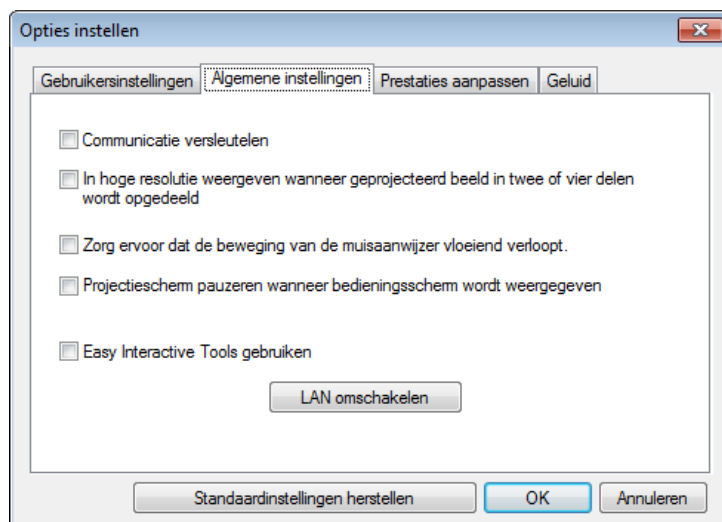 Opties instellen
Gebruikersinstellingen
Algemene instellingen
Prestaties aanpassen
Geluid
Communicatie versleutelen
In hoge resolutie weergeven wanneer geprojecteerd beeld in twee of vier delen
wordt opgedeeld
Zorg ervoor dat de beweging van de muisaanwijzer vloeiend verloopt.
Projectiescherm pauzeren wanneer bedieningsscherm wordt weergegeven
Easy Interactive Tools gebruiken
LAN omschakelen
Standaardinstellingen herstellen
OK
Annuleren